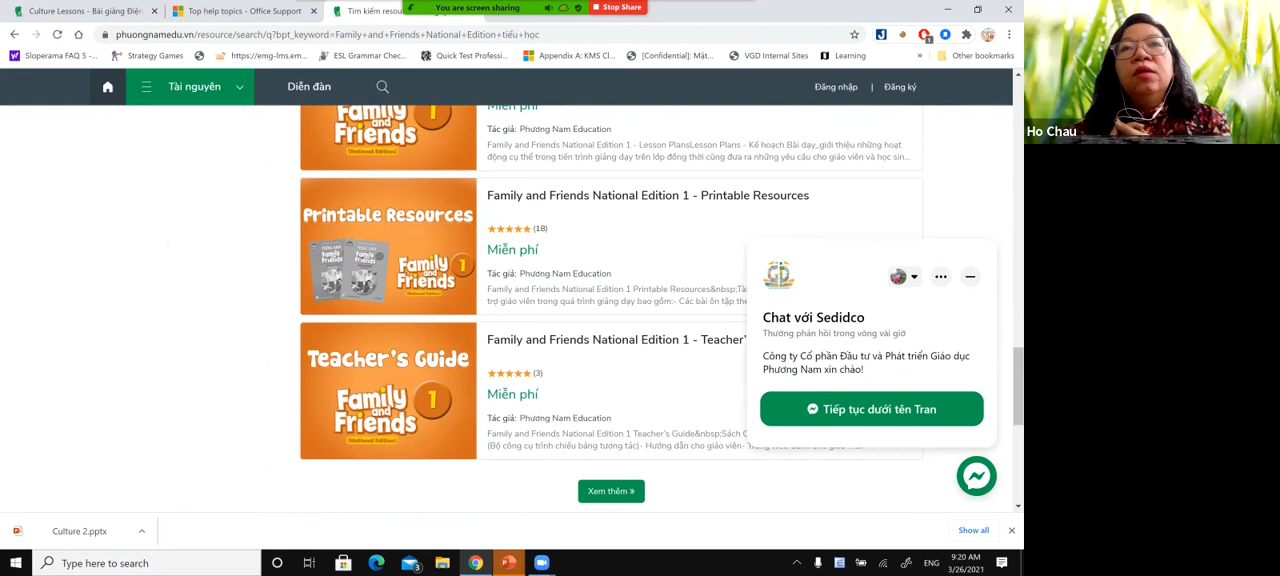 Culture Lessons - Bài giảng Điện
Top help topics - Office Support
Tìm kiếm resou
You are screen sharing
Stop Share
phuongnamedu.vn/resource/search/q?bpt_keyword=Family+and+Friends+National+Edition+tiểu+học
Sloperama FAQ 5 -...
Strategy Games
https://emg-lms.em...
ESL Grammar Chec...
Quick Test Professi...
Appendix A: KMS Cl...
[Confidential]: Mật...
VGD Internal Sites
Learning
»
Other bookmarks
Tài nguyên
Diễn đàn
Đăng nhập | Đăng ký
Ho Chau
Family and Friends 1
(National Edition)
Miễn phí
Tác giả: Phương Nam Education
Family and Friends National Edition 1 - Lesson PlansLesson Plans - Kế hoạch Bài dạy_giới thiệu những hoạt
động cụ thể trong tiến trình giảng dạy trên lớp đồng thời cũng đưa ra những yêu cầu cho giáo viên và học sin...
Printable Resources
Family and Friends 1
Family and Friends National Edition 1 - Printable Resources
(18)
Miễn phí
Tác giả: Phương Nam Education
Family and Friends National Edition 1 Printable Resources&nbsp;Tài
trợ giáo viên trong quá trình giảng dạy bao gồm:- Các bài ôn tập the
Teacher's Guide
Family and Friends 1
(National Edition)
Family and Friends National Edition 1 - Teacher'
(3)
Miễn phí
Tác giả: Phương Nam Education
Family and Friends National Edition 1 Teacher's Guide&nbsp;Sách G
(Bộ công cụ trình chiếu bảng tương tác)- Hướng dẫn cho giáo viên-
Xem thêm »
Chat với Sedidco
Thường phản hồi trong vòng vài giờ
Công ty Cổ phần Đầu tư và Phát triển Giáo dục
Phương Nam xin chào!
Tiếp tục dưới tên Tran
Culture 2.pptx
Show all
Type here to search
3
ENG
9:20 AM
3/26/2021